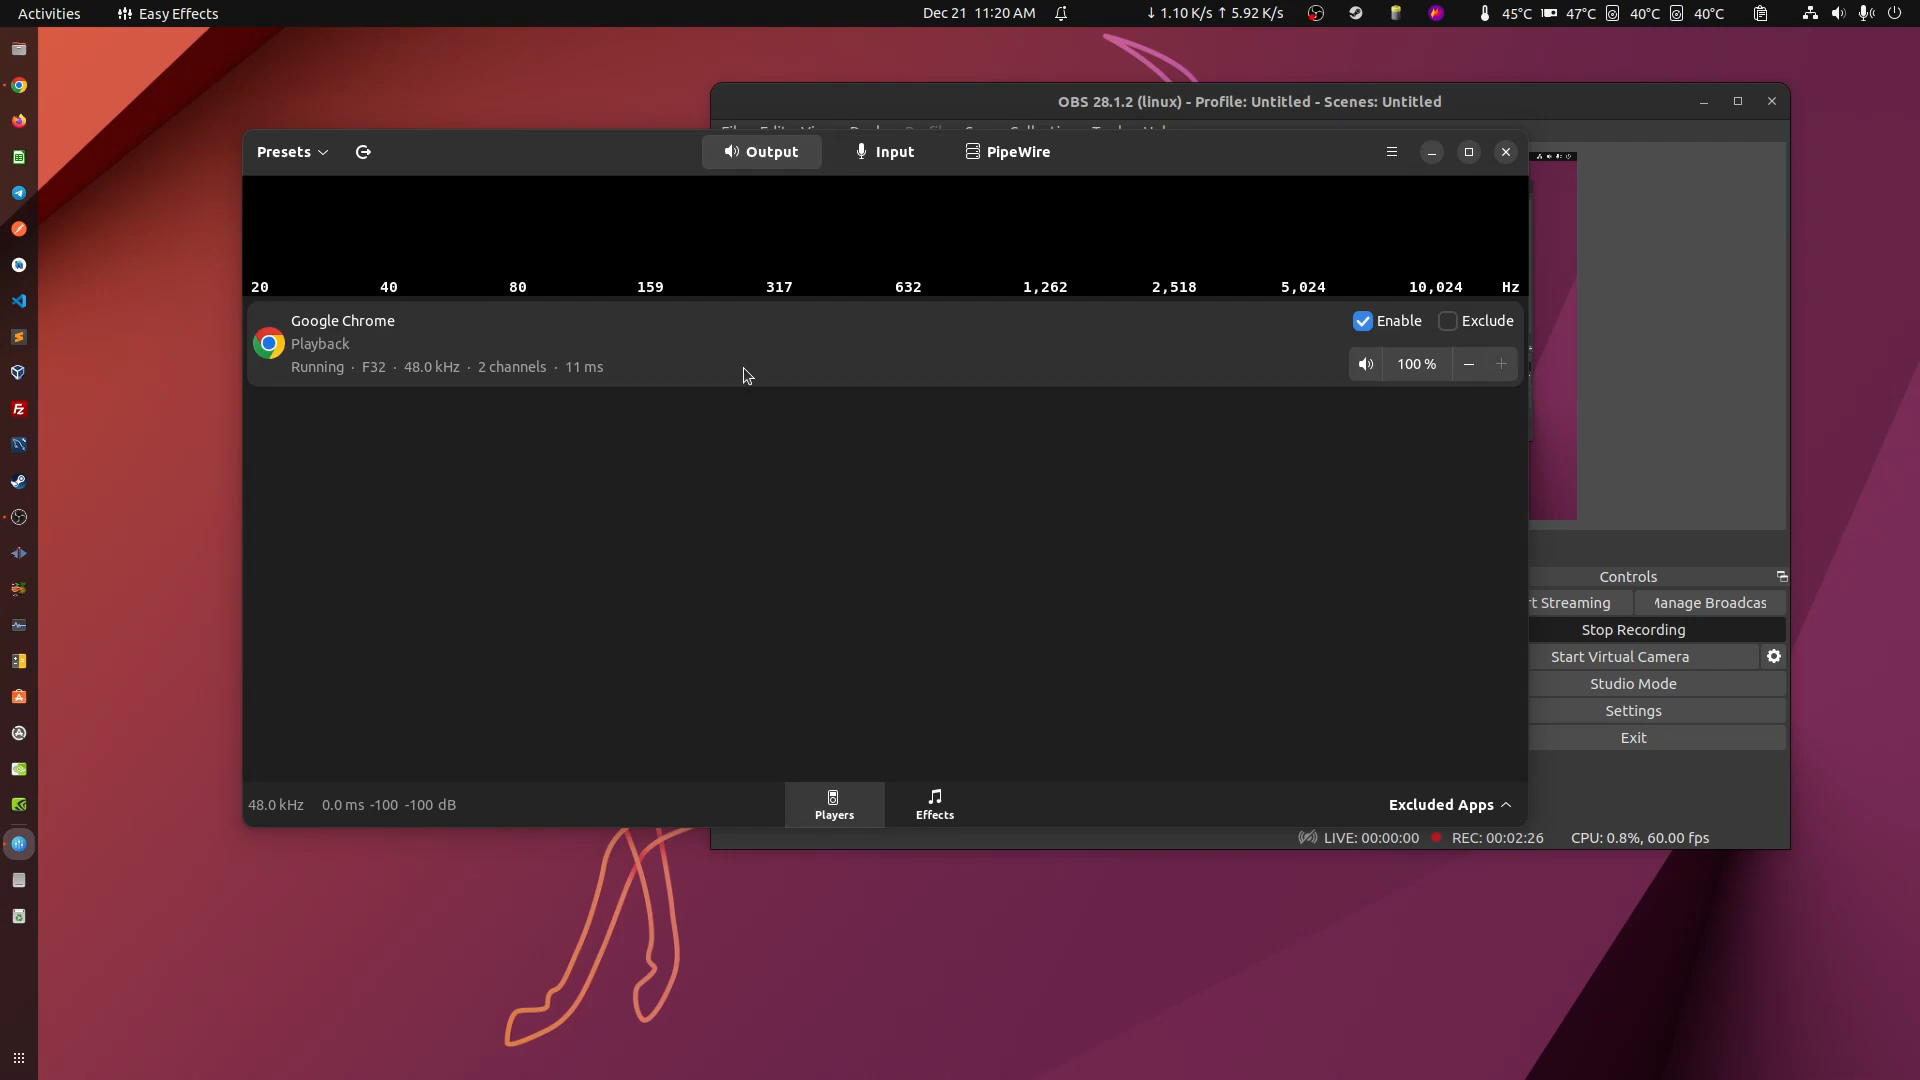 Activities
Easy Effects
Dec 21 11:20 AM
↓ 1.10 K/s ↑ 5.92 K/s
45°C
47°C
40°C
40°C
OBS 28.1.2 (linux) - Profile: Untitled - Scenes: Untitled
Presets
Output
Input
PipeWire
20 40 80 159 317 632 1,262 2,518 5,024 10,024 Hz
Google Chrome
Enable
Exclude
Playback
Running · F32 · 48.0 kHz · 2 channels · 11 ms
100 %
Controls
t Streaming
Manage Broadcas
Stop Recording
Start Virtual Camera
Studio Mode
Settings
Exit
48.0 kHz 0.0 ms -100 -100 dB
Players
Effects
Excluded Apps
LIVE: 00:00:00
REC: 00:02:26
CPU: 0.8%, 60.00 fps